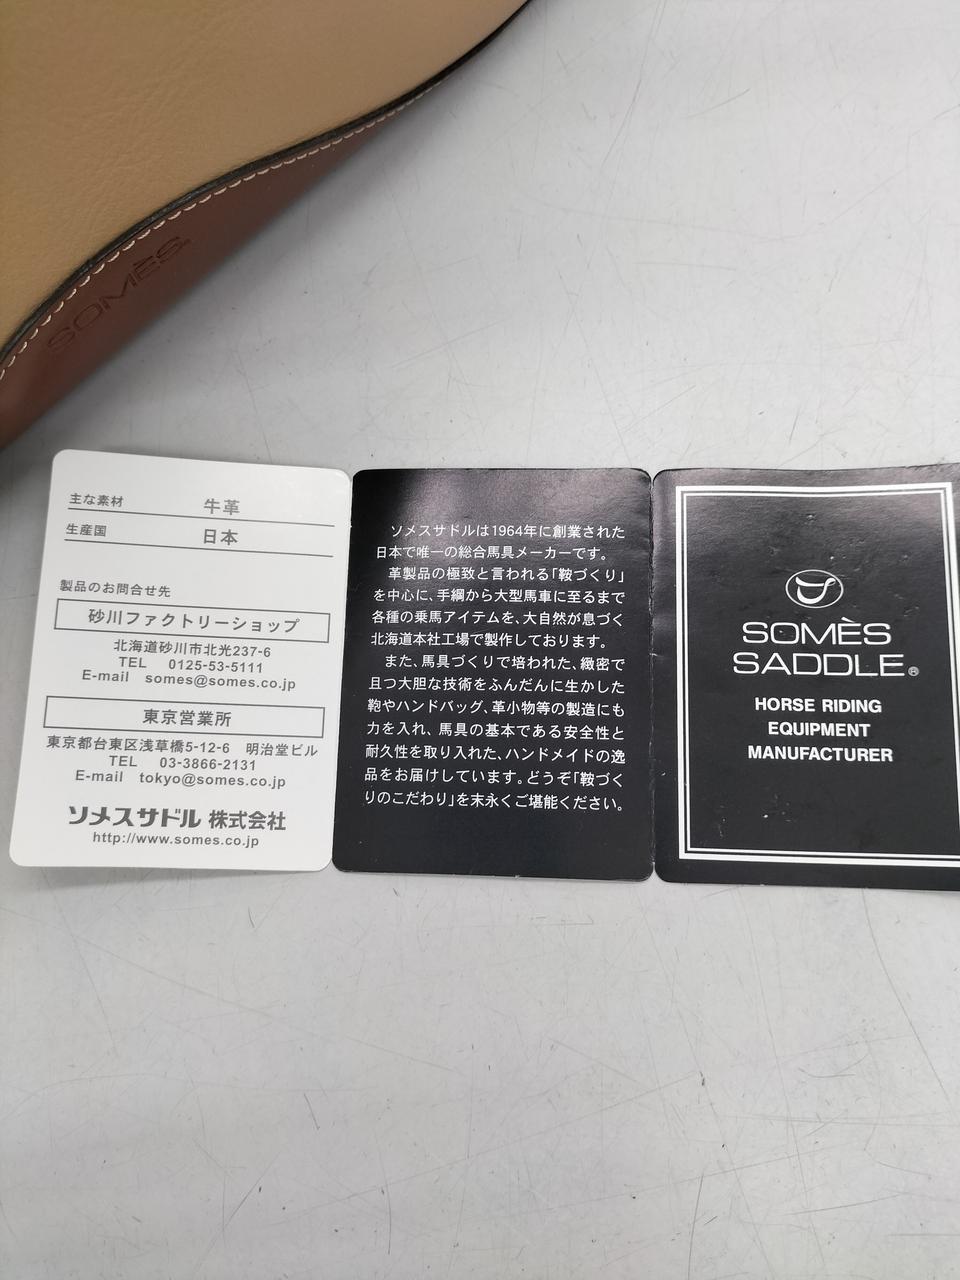 SOMÈS
主な素材 牛革
生産国 日本
製品のお問合せ先
砂川ファクトリーショップ
北海道砂川市北光237-6
TEL 0125-53-5111
E-mail somes@somes.co.jp
東京営業所
東京都台東区浅草橋5-12-6 明治堂ビル
TEL 03-3866-2131
E-mail tokyo@somes.co.jp
ソメスサドル 株式会社
http://www.somes.co.jp
ソメスサドルは1964年に創業された
日本で唯一の総合馬具メーカーです。
革製品の極致と言われる「鞍づくり」
を中心に、手綱から大型馬車に至るまで
各種の乗馬アイテムを、大自然が息づく
北海道本社工場で製作しております。
また、馬具づくりで培われた、緻密で
且つ大胆な技術をふんだんに生かした
鞄やハンドバッグ、革小物等の製造にも
力を入れ、馬具の基本である安全性と
耐久性を取り入れた、ハンドメイドの逸
品をお届けしています。どうぞ「鞍づく
りのこだわり」を末永くご堪能ください。
SOMÈS
SADDLE®
HORSE RIDING
EQUIPMENT
MANUFACTURER